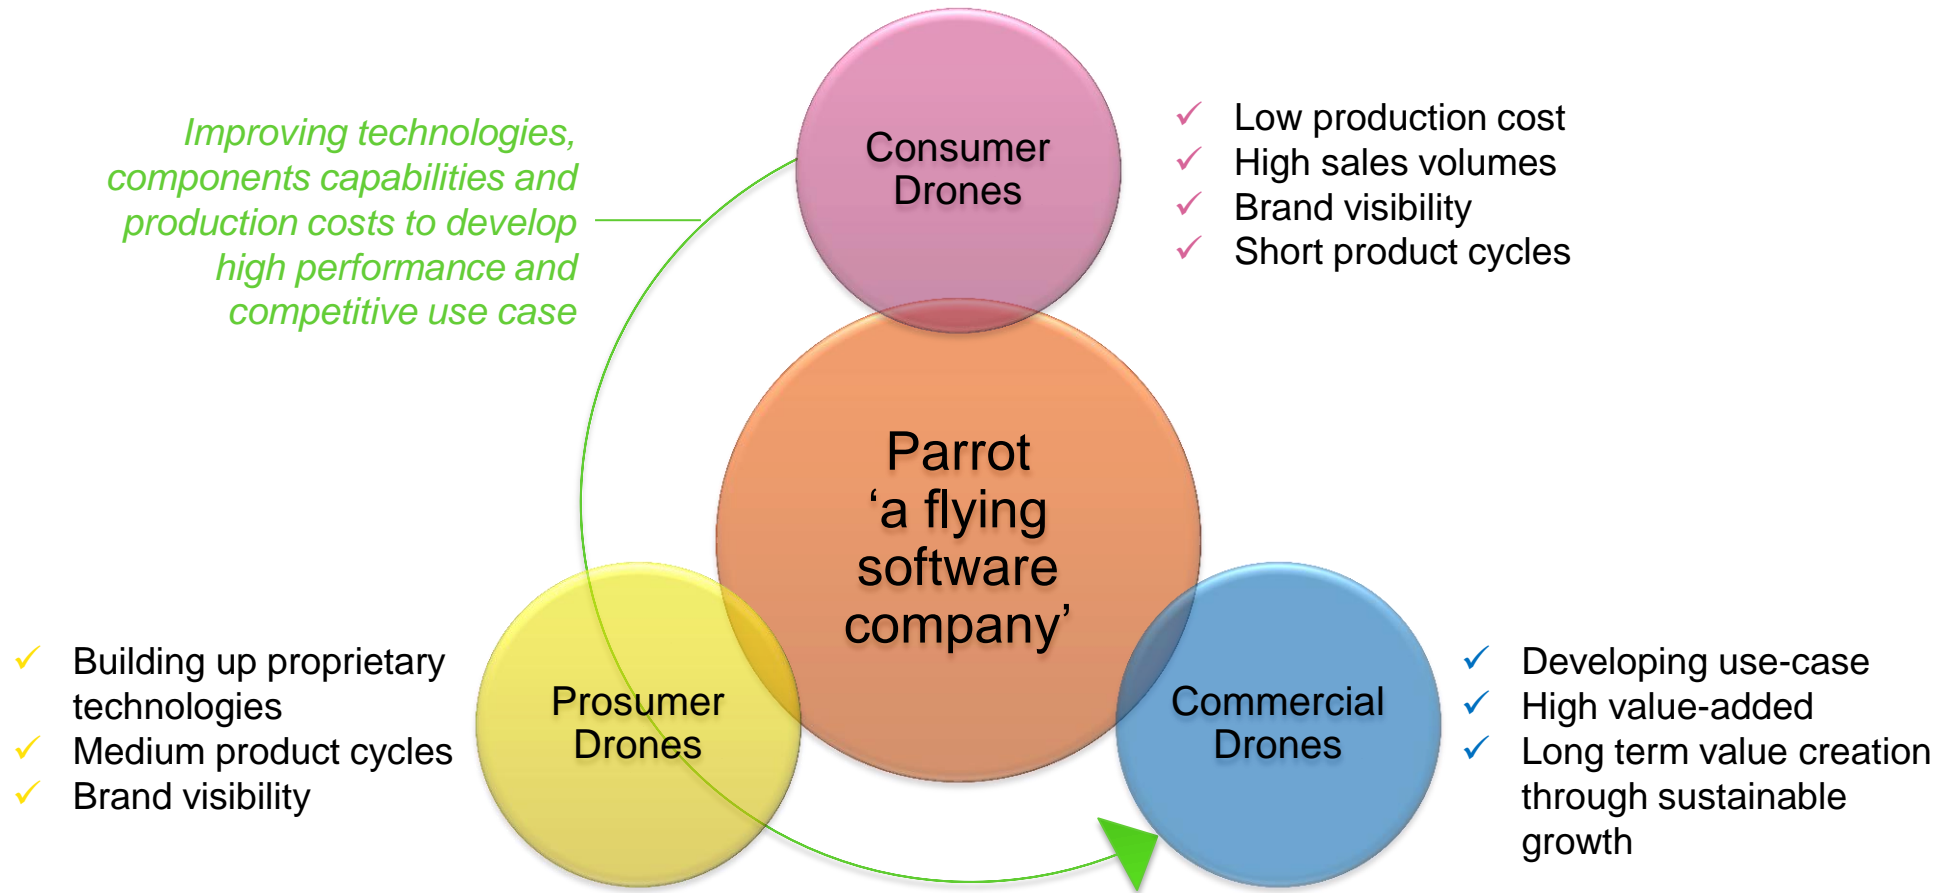 Improving technologies,
components capabilities and
production costs to develop
high performance and
competitive use case
Consumer
Drones
✓ Low production cost
✓ High sales volumes
✓ Brand visibility
✓ Short product cycles
Parrot
‘a flying
software
company’
✓ Building up proprietary
technologies
✓ Medium product cycles
✓ Brand visibility
Prosumer
Drones
Commercial
Drones
✓ Developing use-case
✓ High value-added
✓ Long term value creation
through sustainable
growth